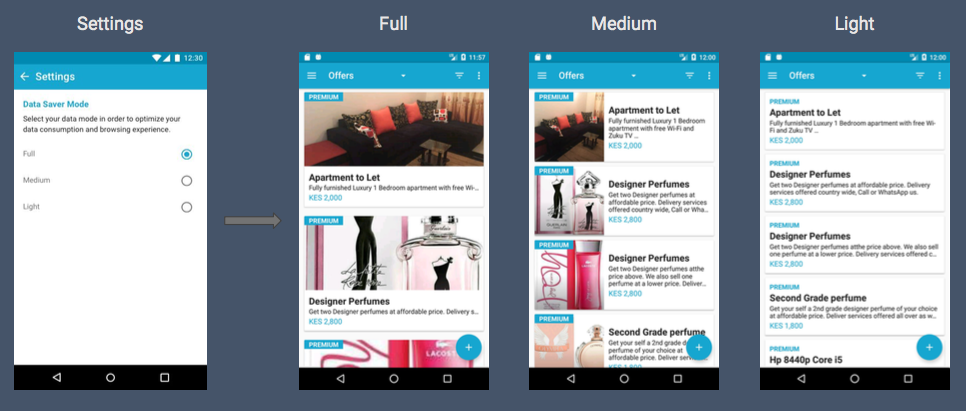 Settings
Full
Medium
Light
12:30
Settings
Data Saver Mode
Select your data mode in order to optimize your
data consumption and browsing experience.
Full
Medium
Light
11:57
Offers
PREMIUM
Apartment to Let
Fully furnished Luxury 1 Bedroom apartment with free Wi-...
KES 2,000
PREMIUM
Designer Perfumes
Get two Designer perfumes at affordable price. Delivery s...
KES 2,800
PREMIUM
LACOS
12:00
Offers
PREMIUM
Apartment to Let
Fully furnished Luxury 1 Bedroom
apartment with free Wi-Fi and
Zuku TV ...
KES 2,000
PREMIUM
Designer Perfumes
Get two Designer perfumes at
affordable price. Delivery services
offered country wide, Call or Wha...
KES 2,800
PREMIUM
Designer Perfumes
Get two Designer perfumes atthe
price above. We also sell one
perfume at a lower price. Deliver...
KES 2,800
PREMIUM
Second Grade perfume
Get your self a 2nd grade designer
perfume of your choice at
affordable price. Deliver services
12:00
Offers
PREMIUM
Apartment to Let
Fully furnished Luxury 1 Bedroom apartment with free Wi-
Fi and Zuku TV ...
KES 2,000
PREMIUM
Designer Perfumes
Get two Designer perfumes at affordable price. Delivery
services offered country wide, Call or WhatsApp us.
KES 2,800
PREMIUM
Designer Perfumes
Get two Designer perfumes atthe price above. We also sell
one perfume at a lower price. Delivery services offered c...
KES 2,800
PREMIUM
Second Grade perfume
Get your self a 2nd grade designer perfume of your choice
at affordable price. Deliver services offered all over as w...
KES 1,800
PREMIUM
Hp 8440p Core i5